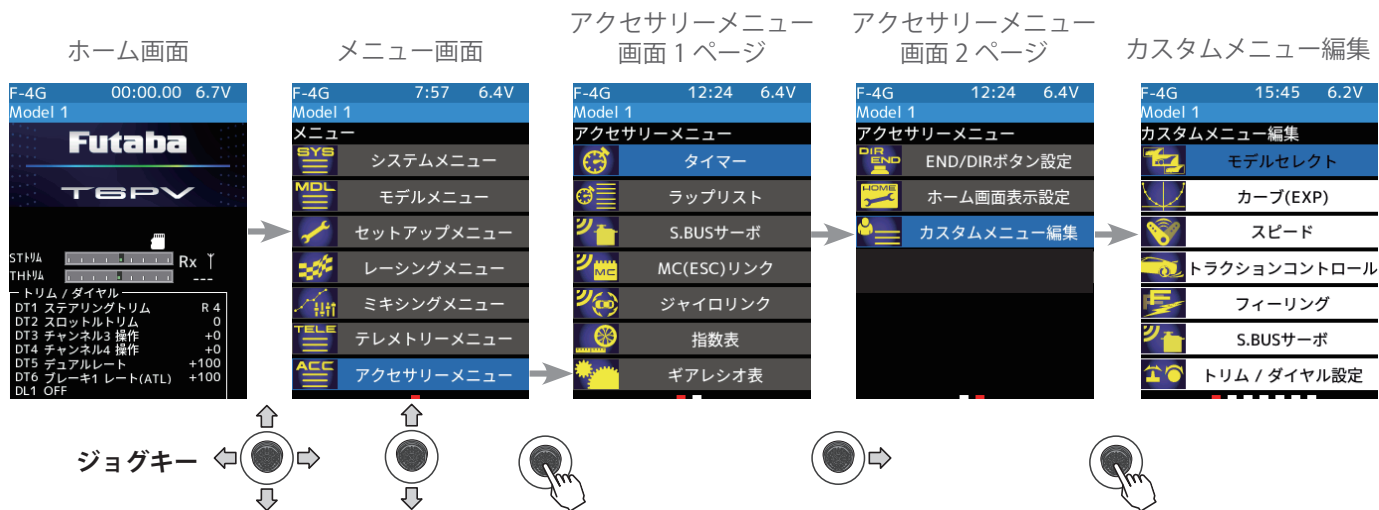 ホーム画面
F-4G 00:00.00 6.7V
Model 1
Futaba
T6PV
STトリム
Rx
THトリム
---
トリム / ダイヤル
DT1 ステアリングトリム R 4
DT2 スロットルトリム 0
DT3 チャンネル3 操作 +0
DT4 チャンネル4 操作 +0
DT5 デュアルレート +100
DT6 ブレーキ1 レート(ATL) +100
DL1 OFF
メニュー画面
F-4G 7:57 6.4V
Model 1
メニュー
SYS システムメニュー
MDL モデルメニュー
セットアップメニュー
レーシングメニュー
ミキシングメニュー
TELE テレメトリーメニュー
ACC アクセサリーメニュー
アクセサリーメニュー
画面 1 ページ
F-4G 12:24 6.4V
Model 1
アクセサリーメニュー
タイマー
ラップリスト
S.BUSサーボ
MC MC(ESC)リンク
ジャイロリンク
指数表
ギアレシオ表
アクセサリーメニュー
画面 2 ページ
F-4G 12:24 6.4V
Model 1
アクセサリーメニュー
DIR END END/DIRボタン設定
HOME ホーム画面表示設定
カスタムメニュー編集
カスタムメニュー編集
F-4G 15:45 6.2V
Model 1
カスタムメニュー編集
モデルセレクト
カーブ(EXP)
スピード
トラクションコントロール
F フィーリング
S.BUSサーボ
トリム / ダイヤル設定
ジョグキー